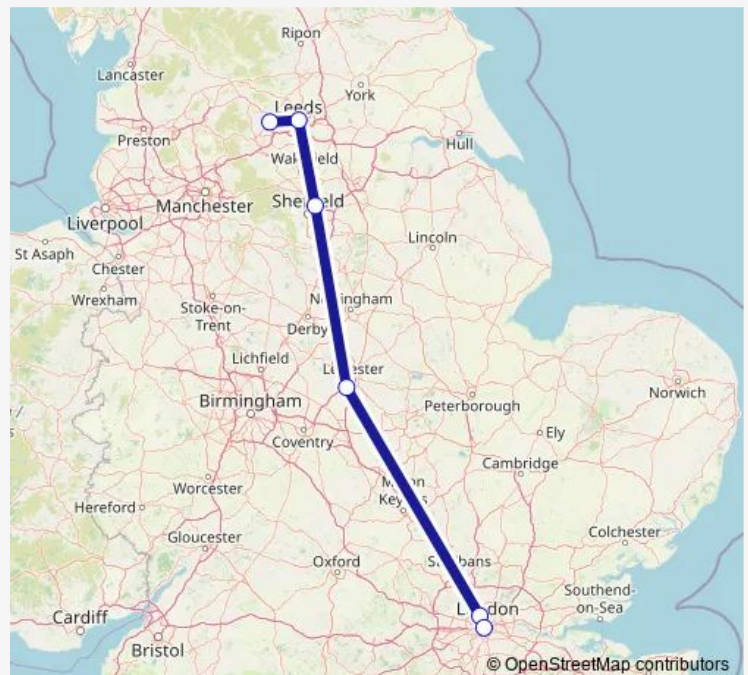 Ripon
Lancaster
York
Leeds
Preston
Hull
Manchester
Liverpool
Lincoln
St Asaph
Chester
Wrexham
Stoke-on-
Trent
Derby
Lichfield
Norwich
Birmingham
Peterborough
Coventry
Ely
Cambridge
Worcester
Hereford
Gloucester
Colchester
Oxford
Southend-
on-Sea
Cardiff
Bristol
© OpenStreetMap contributors